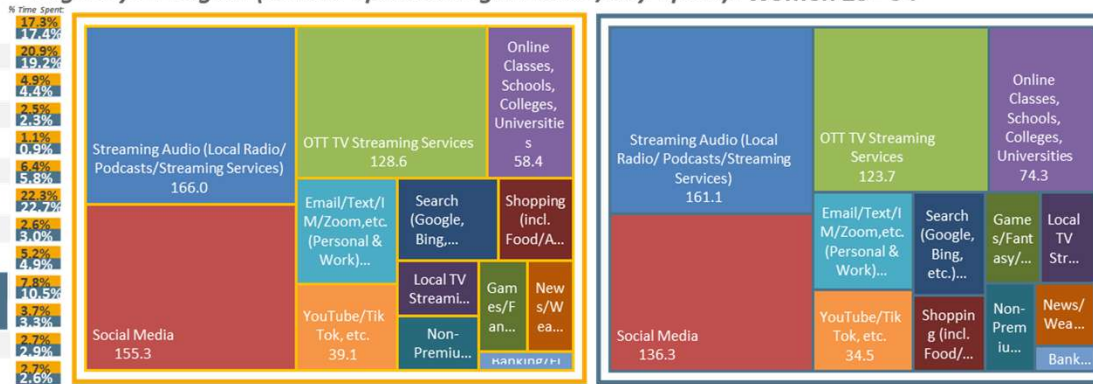 % Time Spent:
17.3%
17.4%
20.9%
19.2%
4.9%
4.4%
2.5%
2.3%
1.1%
0.9%
6.4%
5.8%
22.3%
22.7%
2.6%
3.0%
5.2%
4.9%
7.8%
10.5%
3.7%
3.3%
2.7%
2.9%
2.7%
2.6%
Streaming Audio (Local Radio/
Podcasts/Streaming Services)
166.0
Social Media
155.3
OTT TV Streaming Services
128.6
Online
Classes,
Schools,
Colleges,
Universitie
s
58.4
Email/Text/I
M/Zoom,etc.
(Personal &
Work)...
YouTube/Tik
Tok, etc.
39.1
Search
(Google,
Bing,...
Shopping
(incl.
Food/A...
Local TV
Streami...
Non-
Premiu...
Gam
es/F
an...
New
s/W
ea...
Streaming Audio (Local
Radio/ Podcasts/Streaming
Services)
161.1
Social Media
136.3
OTT TV Streaming
Services
123.7
Online
Classes,
Schools,
Colleges,
Universities
74.3
Email/Text/I
M/Zoom,etc.
(Personal &
Work)...
YouTube/Tik
Tok, etc.
34.5
Search
(Google,
Bing,
etc.)...
Shoppin
g (incl.
Food/...
Game
s/Fant
asy/...
Local
TV
Str...
Non-
Prem
iu...
News/
Wea...
Bank...